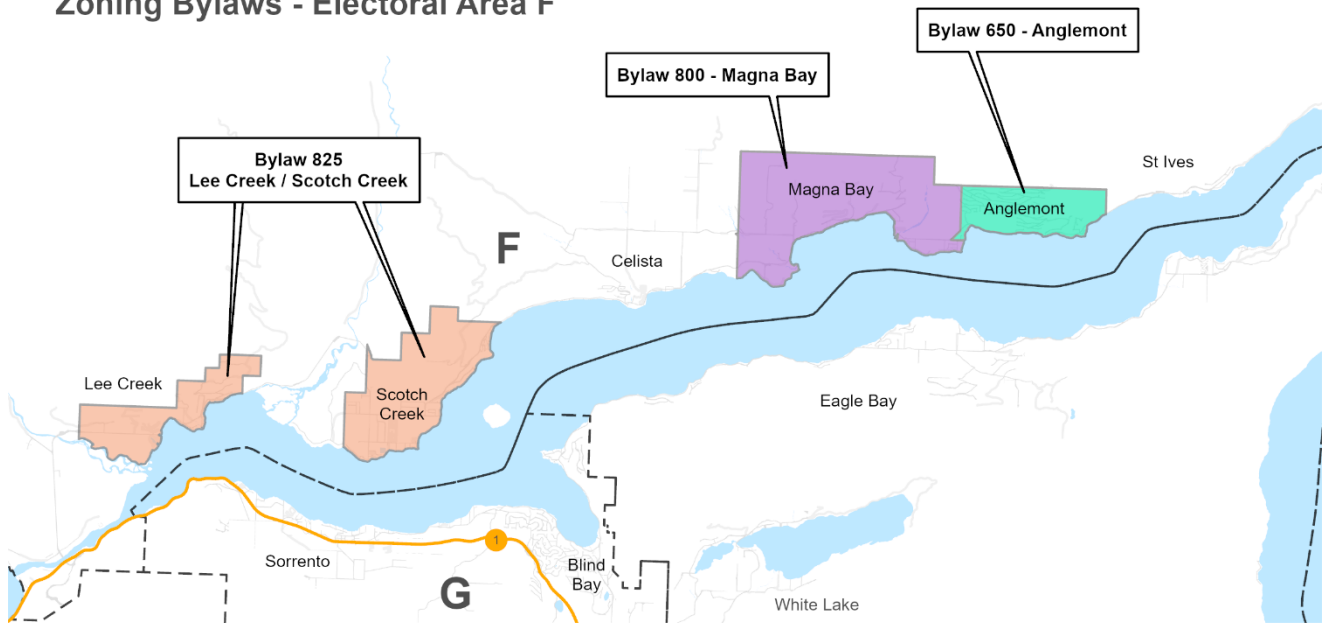 Zoning Bylaws - Electoral Area F
Bylaw 650 - Anglemont
Bylaw 800 - Magna Bay
Bylaw 825
Lee Creek / Scotch Creek
St Ives
Magna Bay
Anglemont
F
Celista
Lee Creek
Scotch
Creek
Eagle Bay
1
Sorrento
Blind
Bay
G
White Lake